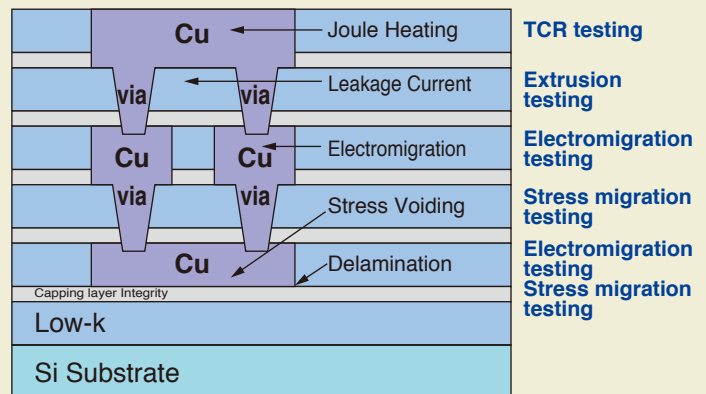 Cu
Joule Heating
TCR testing
via
via
Leakage Current
Extrusion
testing
Cu
Cu
Electromigration
Electromigration
testing
via
via
Stress Voiding
Stress migration
testing
Cu
Delamination
Electromigration
testing
Capping layer Integrity
Stress migration
testing
Low-k
Si Substrate